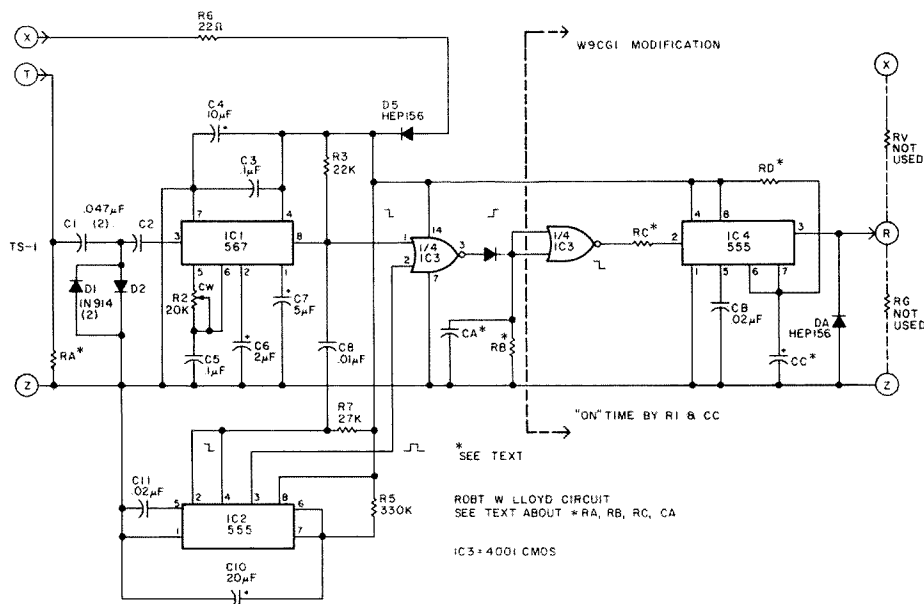 R6
22Ω
X
T
W9CGI MODIFICATION
X
C4
10µF
D5
HEP156
C3
.1µF
R3
22K
RD*
RV
NOT
USED
.047µF
(2)
C1
C2
TS-1
7
4
3
IC1
567
8
5
6
2
1
14
1
2
1/4
IC3
3
7
1/4
IC3
RC*
4
8
2
IC4
555
3
1
5
6
7
R
D1
1N914
(2)
D2
CW
R2
20K
C7
5µF
C6
2µF
C5
.1µF
C8
.01µF
CA*
RB*
CB
.02µF
CC*
DA
HEP156
RG
NOT
USED
RA*
Z
Z
R7
27K
"ON" TIME BY R1 & CC
*
SEE TEXT
C11
.02µF
2
4
3
8
5
IC2
555
6
1
7
R5
330K
ROBT W LLOYD CIRCUIT
SEE TEXT ABOUT *RA, RB, RC, CA
C10
20µF
IC3=4001 CMOS